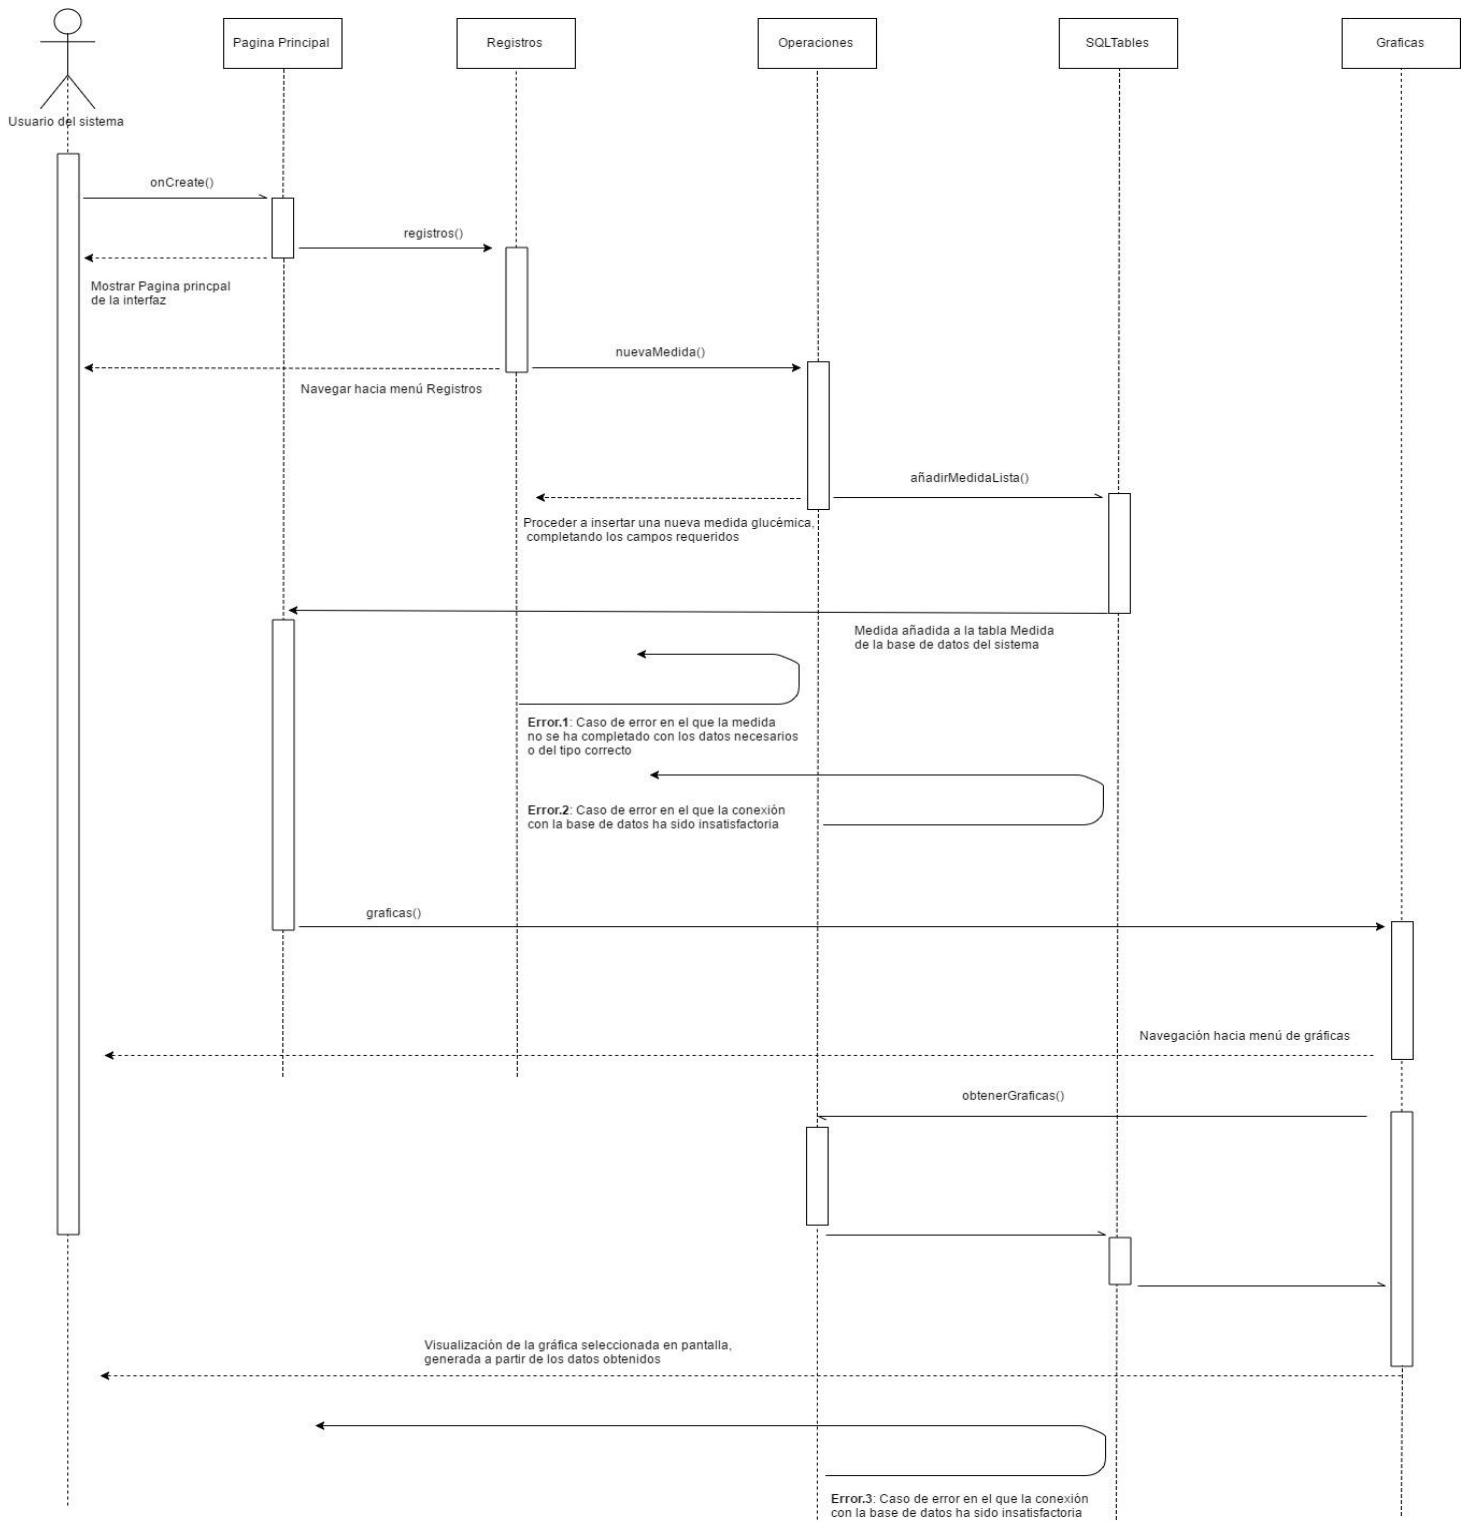 Pagina Principal
Registros
Operaciones
SQLTables
Graficas
Usuario del sistema
onCreate()
registros()
Mostrar Pagina princpal
de la interfaz
nuevaMedida()
Navegar hacia menú Registros
añadirMedidaLista()
Proceder a insertar una nueva medida glucémica,
completando los campos requeridos
Medida añadida a la tabla Medida
de la base de datos del sistema
Error.1: Caso de error en el que la medida
no se ha completado con los datos necesarios
o del tipo correcto
Error.2: Caso de error en el que la conexión
con la base de datos ha sido insatisfactoria
graficas()
Navegación hacia menú de gráficas
obtenerGraficas()
Visualización de la gráfica seleccionada en pantalla,
generada a partir de los datos obtenidos
Error.3: Caso de error en el que la conexión
con la base de datos ha sido insatisfactoria